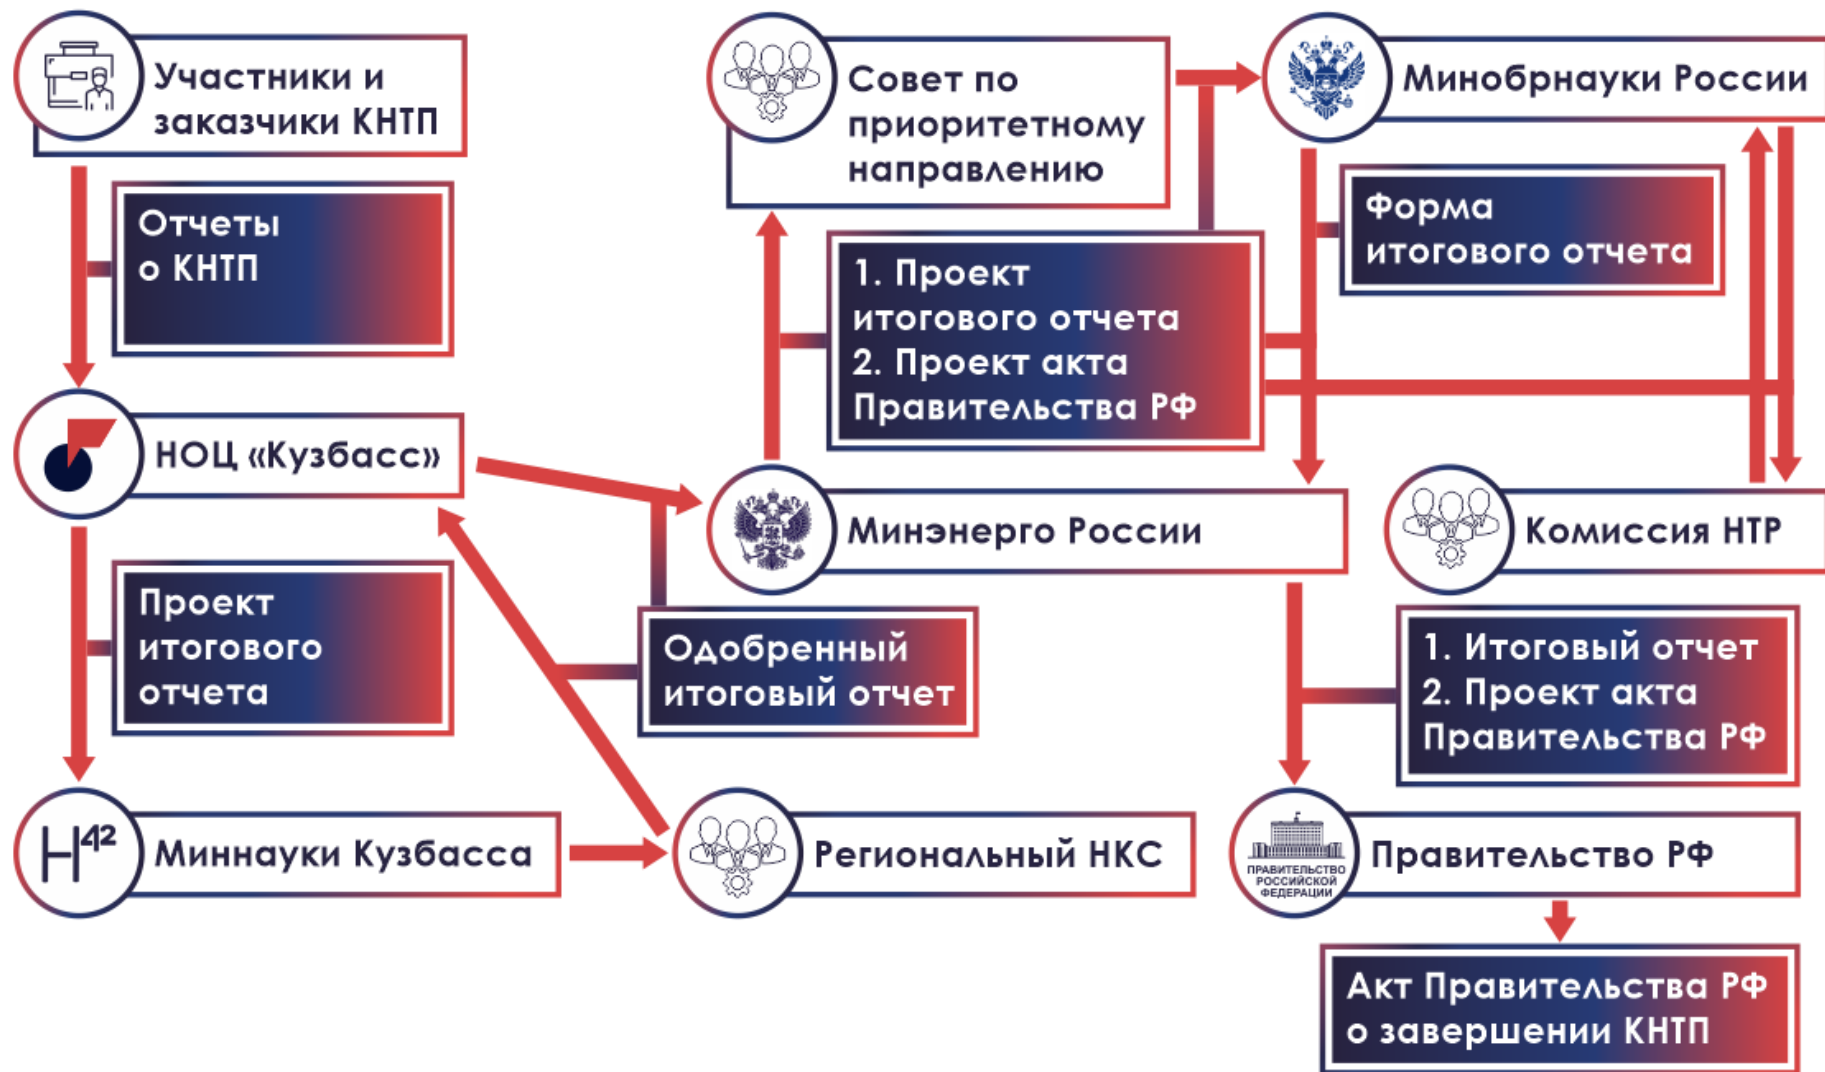 Участники и
заказчики КНТП
Отчеты
о КНТП
НОЦ «Кузбасс»
Проект
итогового
отчета
Н42
Миннауки Кузбасса
Совет по
приоритетному
направлению
Минобрнауки России
1. Проект
итогового отчета
2. Проект акта
Правительства РФ
Форма
итогового отчета
Минэнерго России
Комиссия НТР
Одобренный
итоговый отчет
1. Итоговый отчет
2. Проект акта
Правительства РФ
Региональный НКС
ПРАВИТЕЛЬСТВО
РОССИЙСКОЙ
ФЕДЕРАЦИИ
Правительство РФ
Акт Правительства РФ
о завершении КНТП